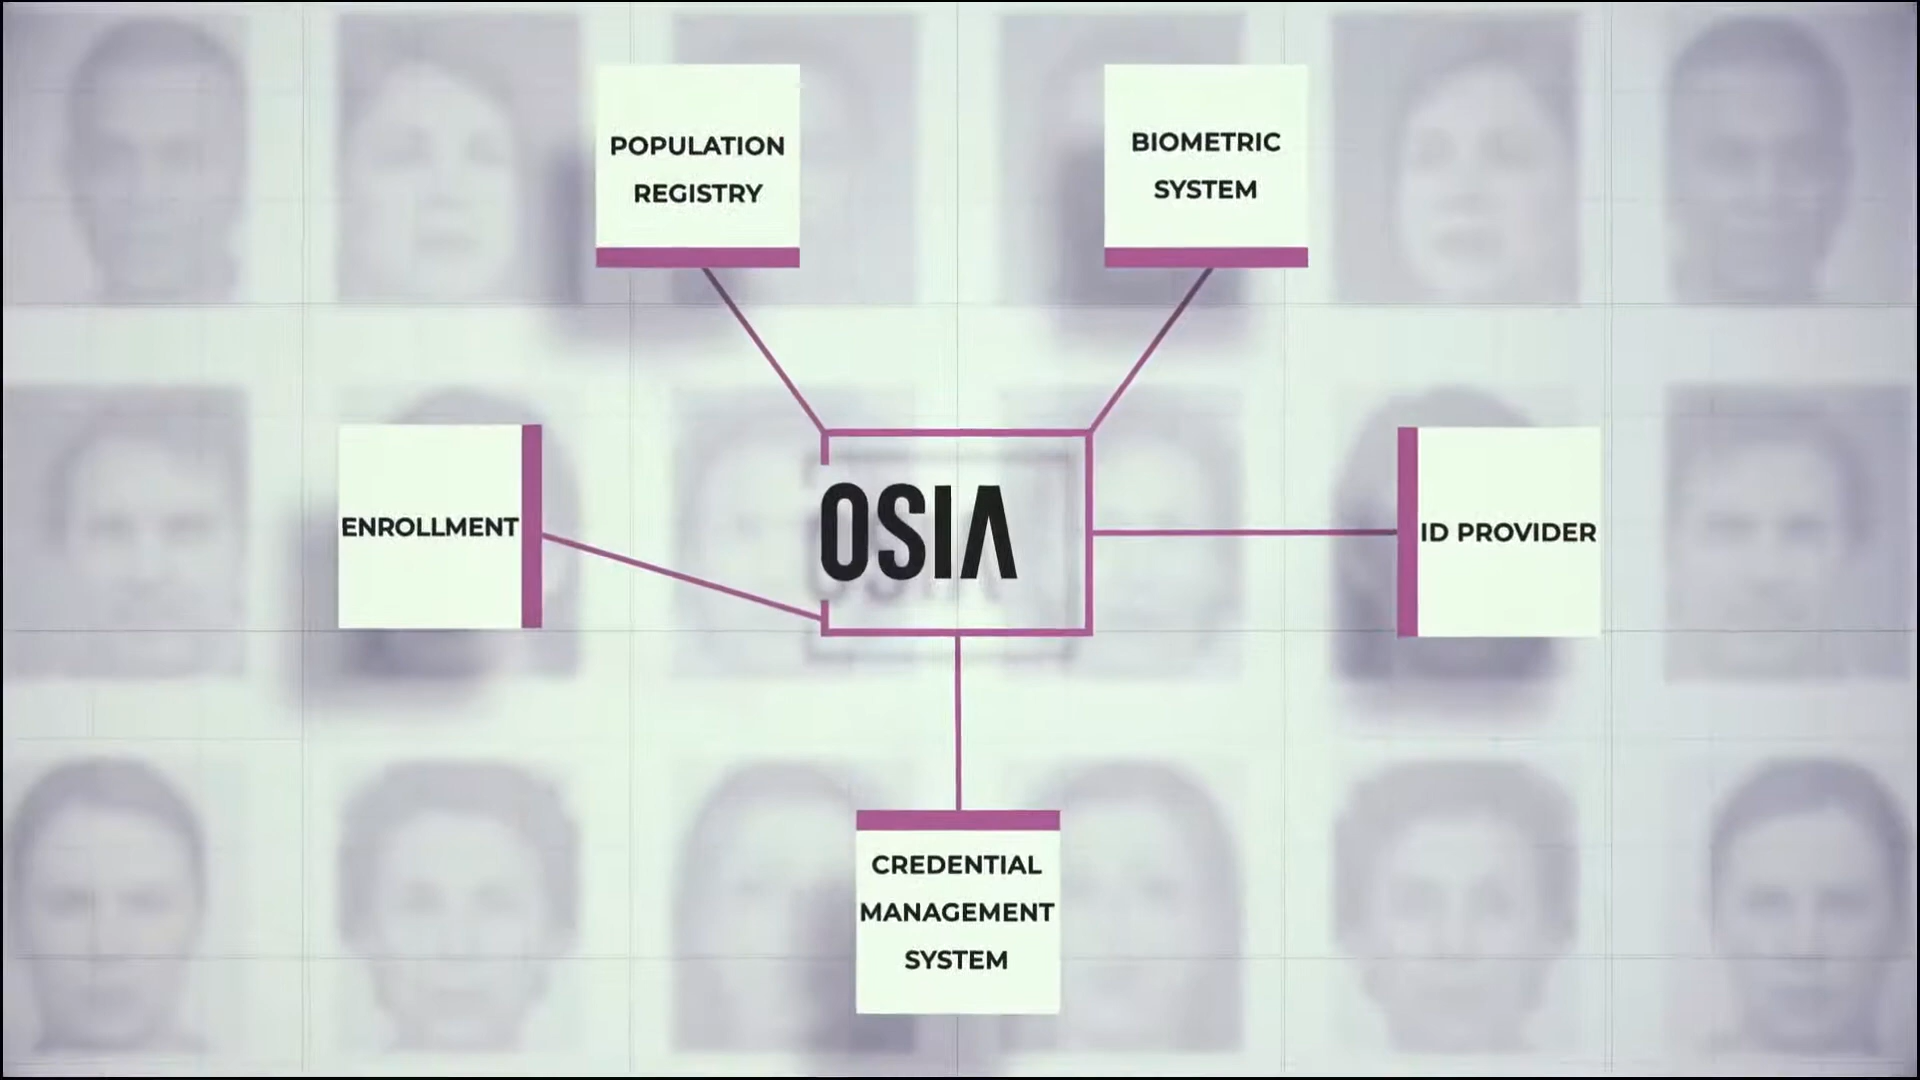 POPULATION
REGISTRY
BIOMETRIC
SYSTEM
ENROLLMENT
OSIA
ID PROVIDER
CREDENTIAL
MANAGEMENT
SYSTEM